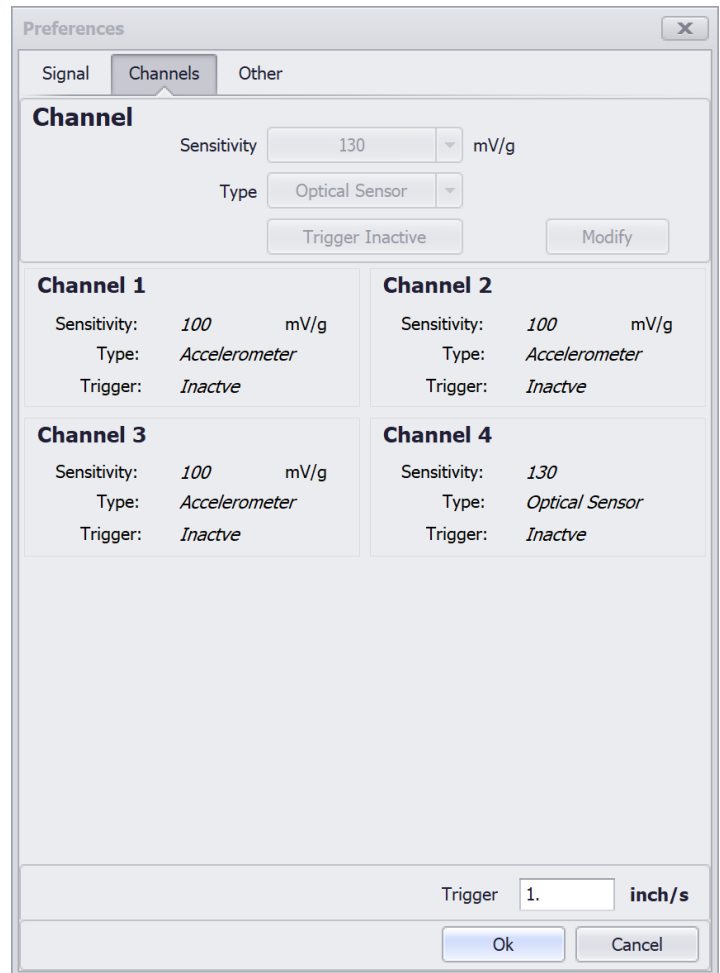 Preferences
Signal Channels Other
Channel
Sensitivity 130 mV/g
Type Optical Sensor
Trigger Inactive Modify
Channel 1
Sensitivity: 100 mV/g
Type: Accelerometer
Trigger: Inactve
Channel 2
Sensitivity: 100 mV/g
Type: Accelerometer
Trigger: Inactve
Channel 3
Sensitivity: 100 mV/g
Type: Accelerometer
Trigger: Inactve
Channel 4
Sensitivity: 130
Type: Optical Sensor
Trigger: Inactve
Trigger 1. inch/s
Ok Cancel